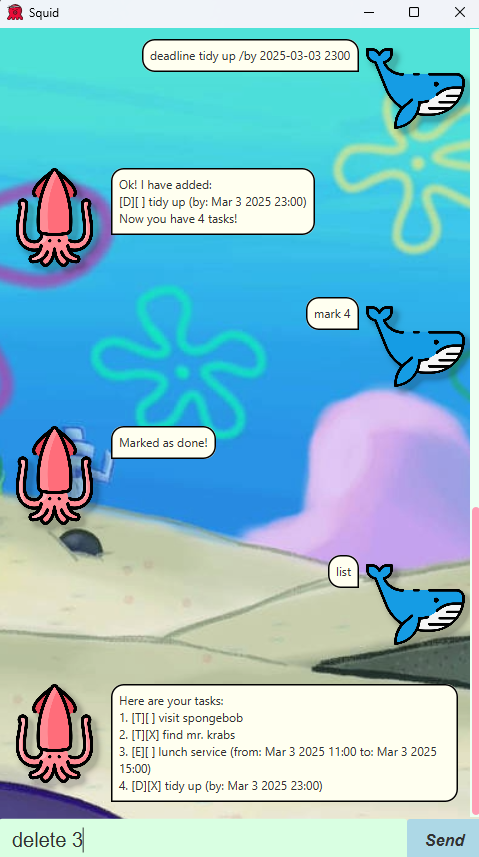 Squid
deadline tidy up /by 2025-03-03 2300
Ok! I have added:
[D][ ] tidy up (by: Mar 3 2025 23:00)
Now you have 4 tasks!
mark 4
Marked as done!
list
Here are your tasks:
1. [T][ ] visit spongebob
2. [T][X] find mr. krabs
3. [E][ ] lunch service (from: Mar 3 2025 11:00 to: Mar 3 2025
15:00)
4. [D][X] tidy up (by: Mar 3 2025 23:00)
delete 3
Send